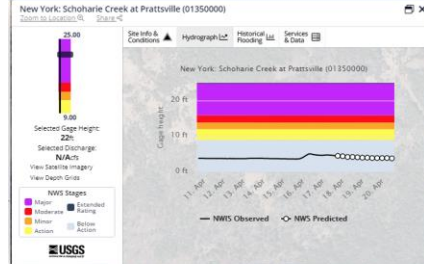 New York: Schoharie Creek at Prattsville (01350000)
Zoom to Location
Share
Site Info & Conditions
Hydrograph
Historical Flooding
Services & Data
25.00
9.00
Selected Gage Height:
22ft
Selected Discharge:
N/Acfs
View Satellite Imagery
View Depth Grids
NWS Stages
Major
Moderate
Minor
Action
Extended Rating
Below Action
USGS
New York: Schoharie Creek at Prattsville (01350000)
Gage height
20 ft
10 ft
0 ft
11. Apr
12. Apr
13. Apr
14. Apr
15. Apr
16. Apr
17. Apr
18. Apr
19. Apr
20. Apr
NWIS Observed
NWS Predicted